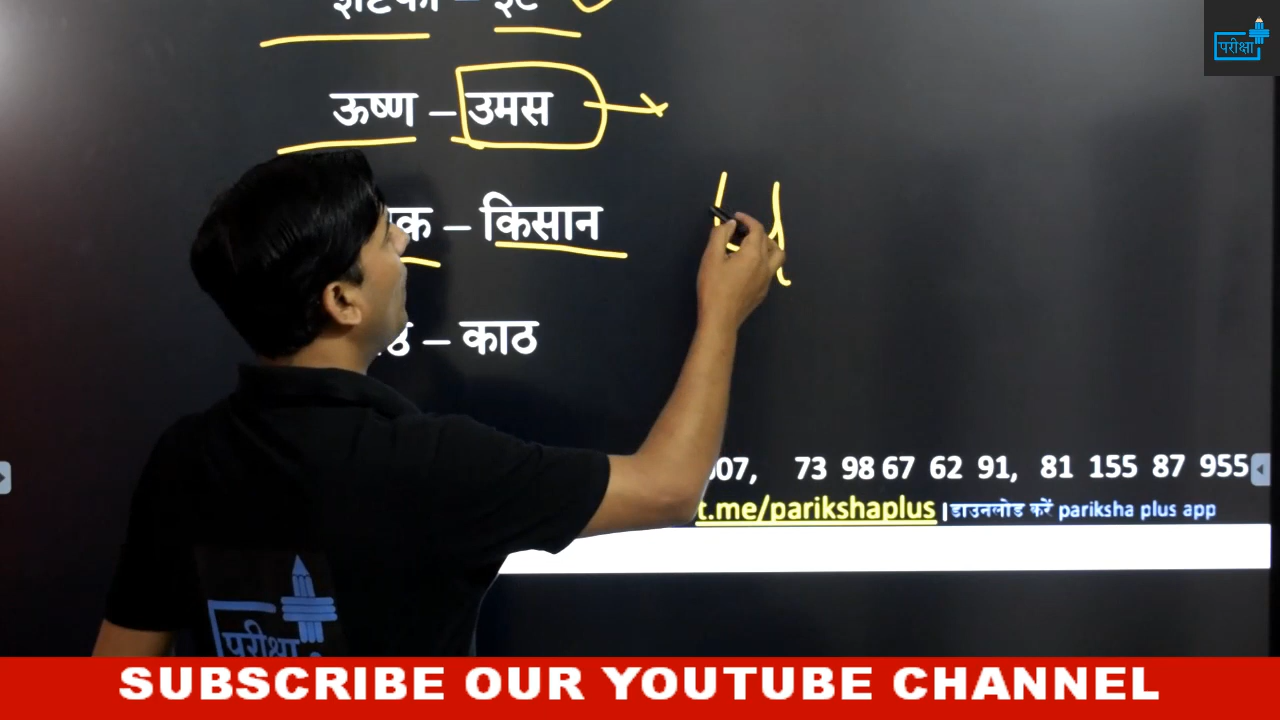 परीक्षा
ऊष्ण – उमस
क – किसान
ठ – काठ
007, 73 98 67 62 91, 81 155 87 955
t.me/parikshaplus |डाउनलोड करें pariksha plus app
परीक्षा
SUBSCRIBE OUR YOUTUBE CHANNEL